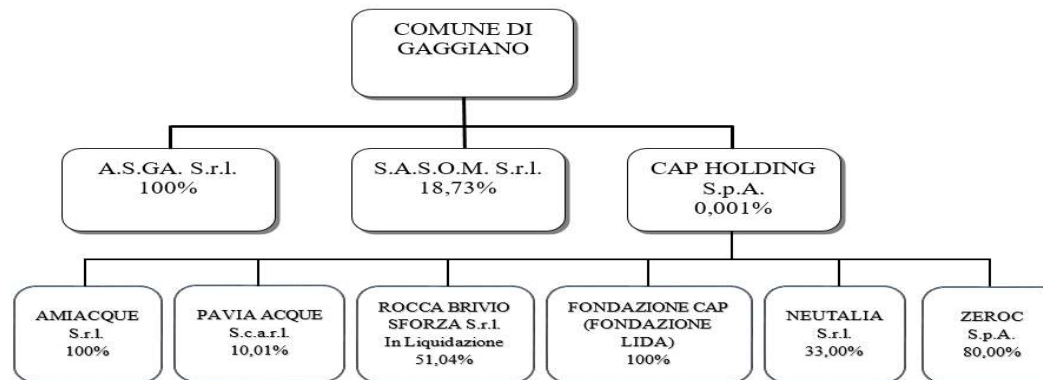 COMUNE DI
GAGGIANO
A.S.GA. S.r.l.
100%
S.A.S.O.M. S.r.l.
18,73%
CAP HOLDING
S.p.A.
0,001%
AMIACQUE
S.r.l.
100%
PAVIA ACQUE
S.c.a r.l.
10,01%
ROCCA BRIVIO
SFORZA S.r.l.
In Liquidazione
51,04%
FONDAZIONE CAP
(FONDAZIONE
LIDA)
100%
NEUTALIA
S.r.l.
33,00%
ZEROC
S.p.A.
80,00%